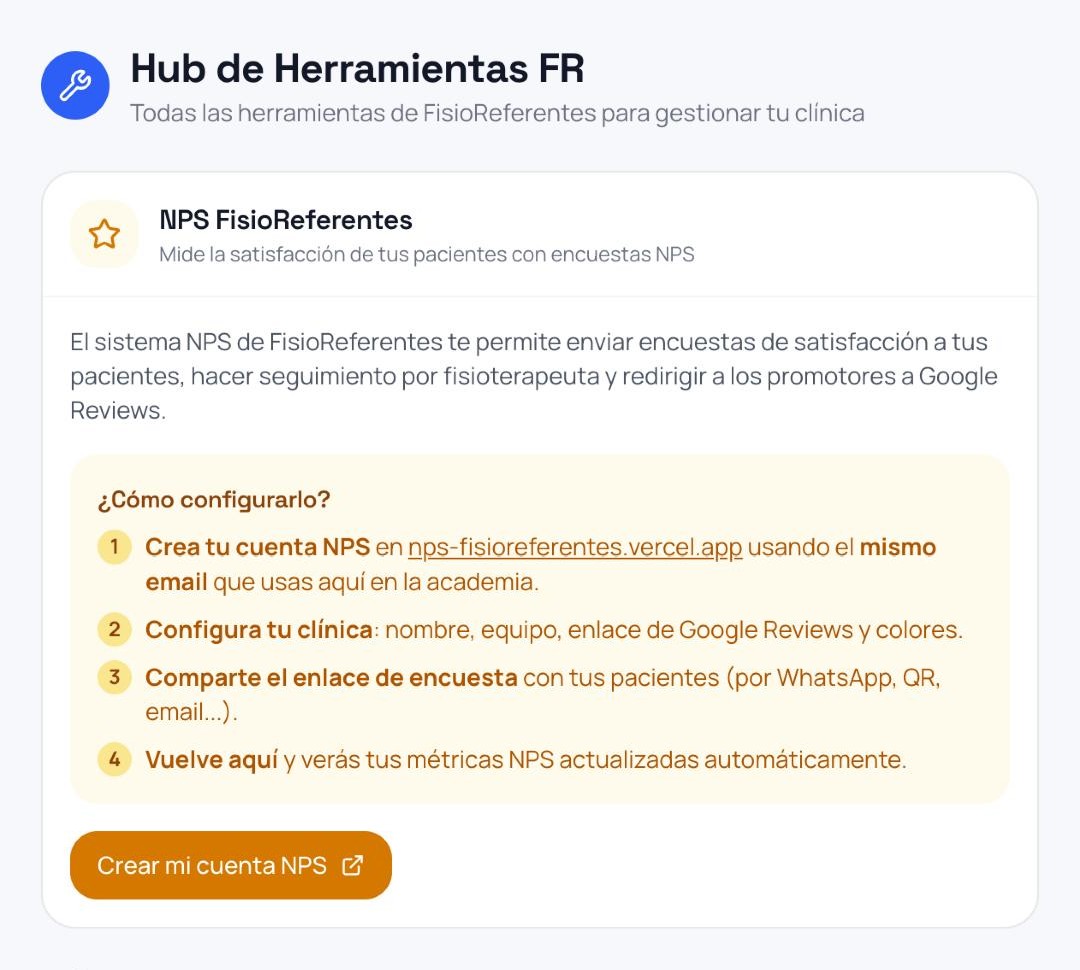 Hub de Herramientas FR
Todas las herramientas de FisioReferentes para gestionar tu clínica
NPS FisioReferentes
Mide la satisfacción de tus pacientes con encuestas NPS
El sistema NPS de FisioReferentes te permite enviar encuestas de satisfacción a tus
pacientes, hacer seguimiento por fisioterapeuta y redirigir a los promotores a Google
Reviews.
¿Cómo configurarlo?
1 Crea tu cuenta NPS en nps-fisioreferentes.vercel.app usando el mismo
email que usas aquí en la academia.
2 Configura tu clínica: nombre, equipo, enlace de Google Reviews y colores.
3 Comparte el enlace de encuesta con tus pacientes (por WhatsApp, QR,
email...).
4 Vuelve aquí y verás tus métricas NPS actualizadas automáticamente.
Crear mi cuenta NPS